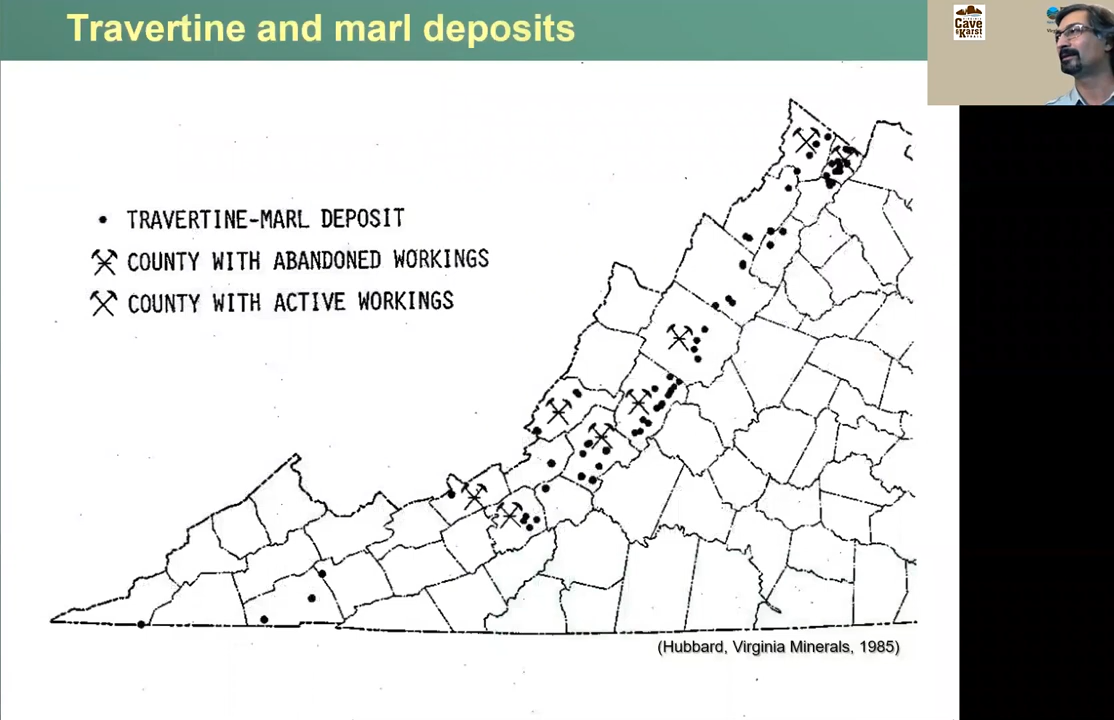 Travertine and marl deposits
Cave
& Karst
TRAVERTINE-MARL DEPOSIT
COUNTY WITH ABANDONED WORKINGS
COUNTY WITH ACTIVE WORKINGS
(Hubbard, Virginia Minerals, 1985)